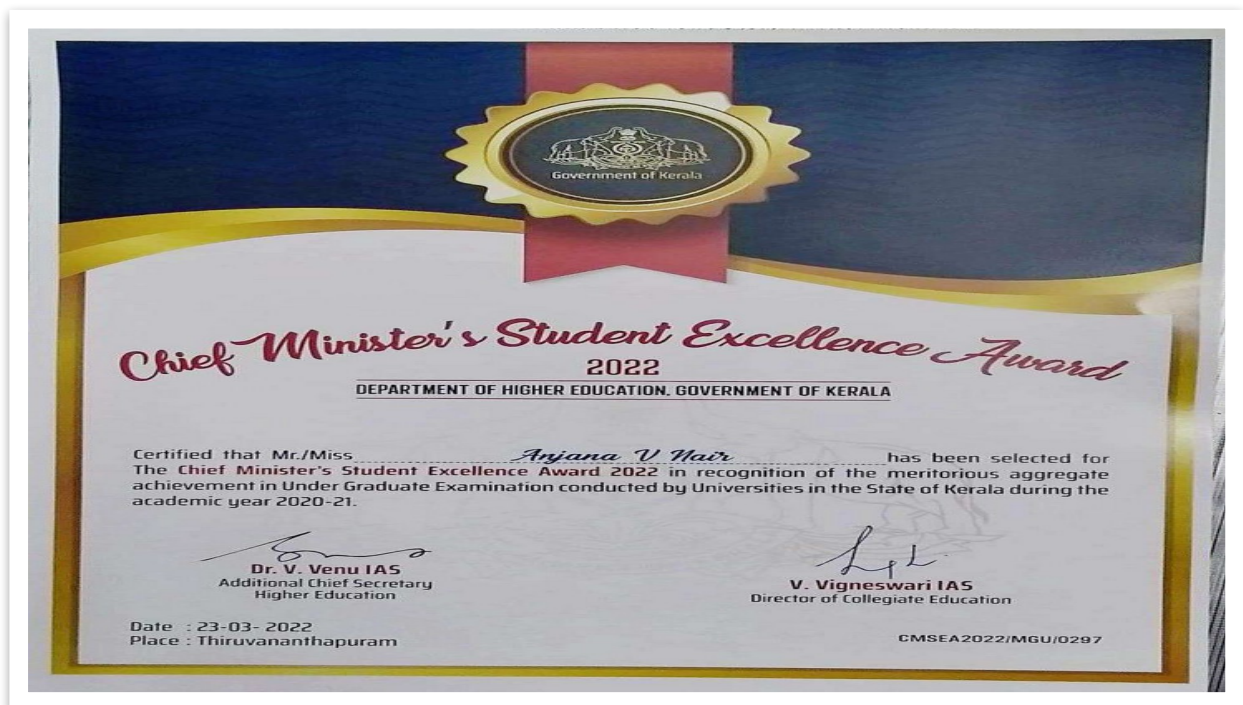 Government of Kerala
Chief Minister's Student Excellence Award
2022
DEPARTMENT OF HIGHER EDUCATION, GOVERNMENT OF KERALA
Certified that Mr./Miss Anjana V Nair has been selected for
The Chief Minister's Student Excellence Award 2022 in recognition of the meritorious aggregate
achievement in Under Graduate Examination conducted by Universities in the State of Kerala during the
academic year 2020-21.
Dr. V. Venu IAS
Additional Chief Secretary
Higher Education
V. Vigneswari IAS
Director of Collegiate Education
Date : 23-03- 2022
Place : Thiruvananthapuram
CMSEA2022/MGU/0297